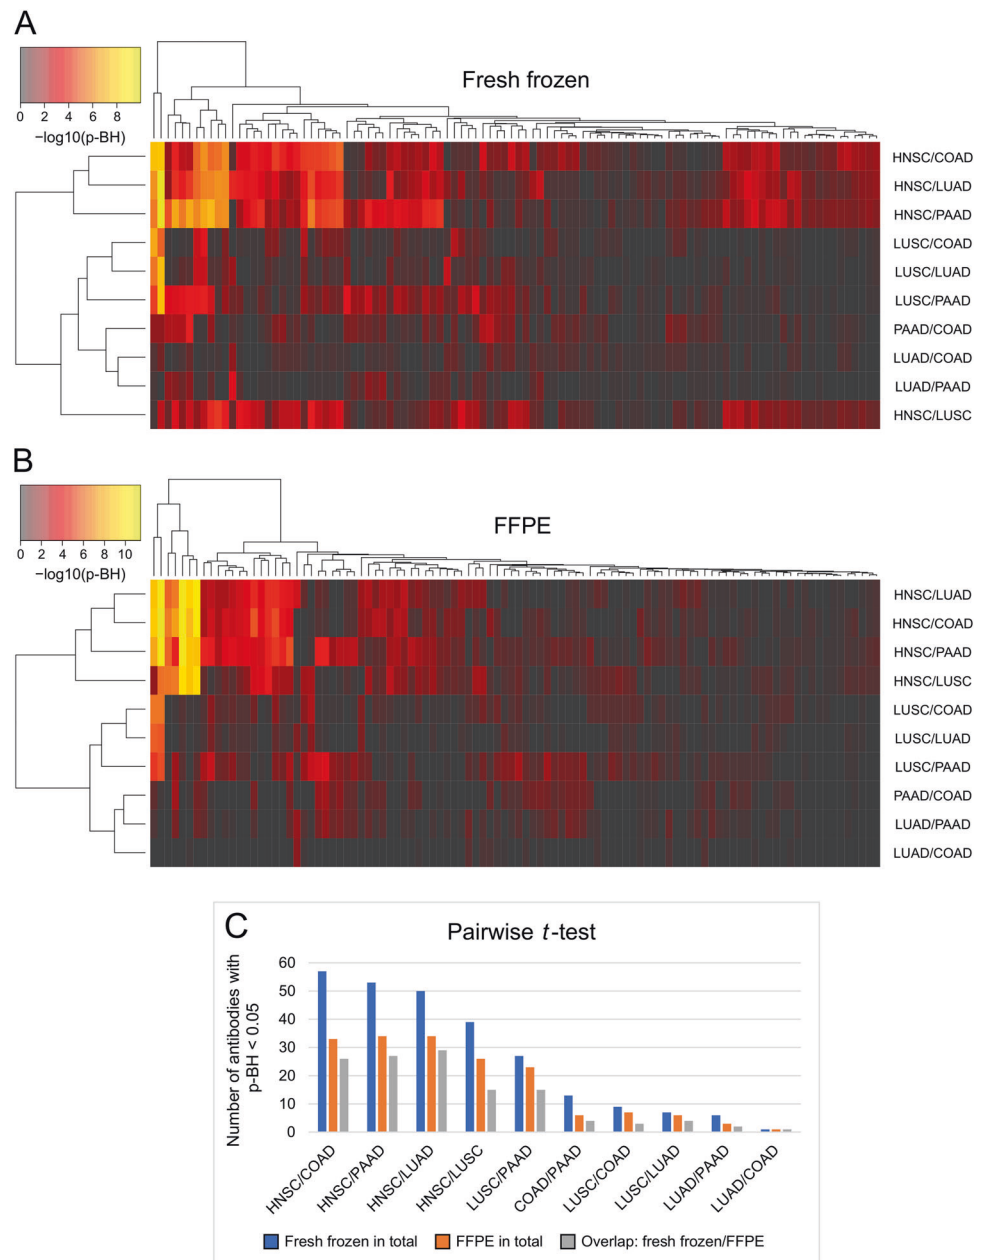 A
Fresh frozen
0 2 4 6 8
−log10(p-BH)
HNSC/COAD
HNSC/LUAD
HNSC/PAAD
LUSC/COAD
LUSC/LUAD
LUSC/PAAD
PAAD/COAD
LUAD/COAD
LUAD/PAAD
HNSC/LUSC
B
FFPE
0 2 4 6 8 10
−log10(p-BH)
HNSC/LUAD
HNSC/COAD
HNSC/PAAD
HNSC/LUSC
LUSC/COAD
LUSC/LUAD
LUSC/PAAD
PAAD/COAD
LUAD/PAAD
LUAD/COAD
C
Pairwise t-test
Number of antibodies with
p-BH < 0.05
60
50
40
30
20
10
0
HNSC/COAD
HNSC/PAAD
HNSC/LUAD
HNSC/LUSC
LUSC/PAAD
COAD/PAAD
LUSC/COAD
LUSC/LUAD
LUAD/PAAD
LUAD/COAD
Fresh frozen in total
FFPE in total
Overlap: fresh frozen/FFPE